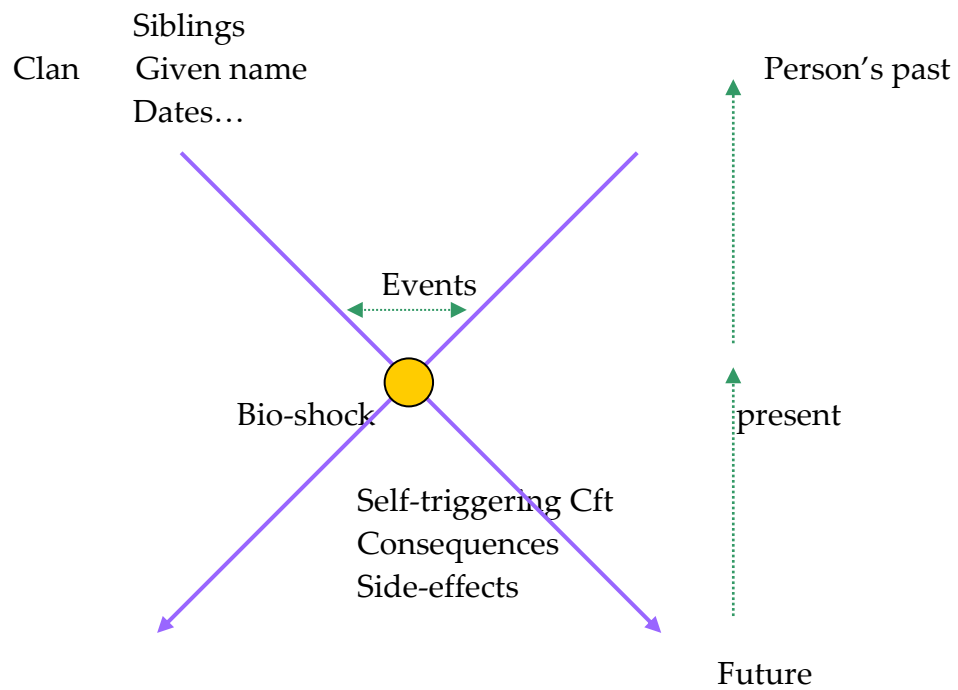 Siblings
Clan Given name Person’s past
Dates…
Events
Bio-shock present
Self-triggering Cft
Consequences
Side-effects
Future